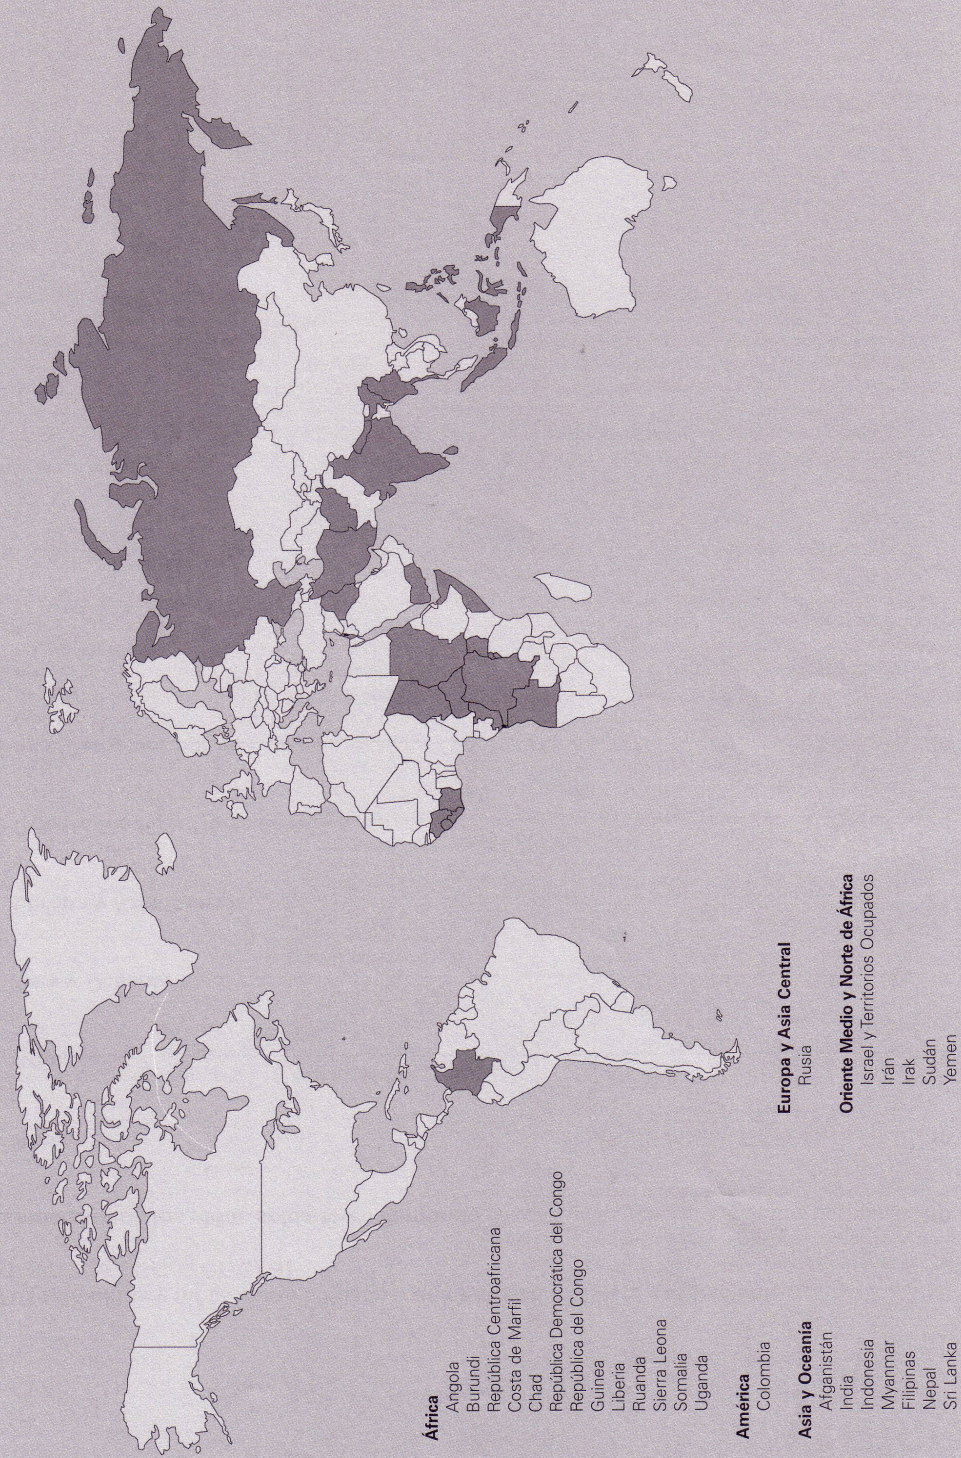 África
Angola
Burundi
República Centroafricana
Costa de Marfil
Chad
República Democrática del Congo
República del Congo
Guinea
Liberia
Ruanda
Sierra Leona
Somalia
Uganda
América
Colombia
Asia y Oceanía
Afganistán
India
Indonesia
Myanmar
Filipinas
Nepal
Sri Lanka
Europa y Asia Central
Rusia
Oriente Medio y Norte de África
Israel y Territorios Ocupados
Irán
Irak
Sudán
Yemen